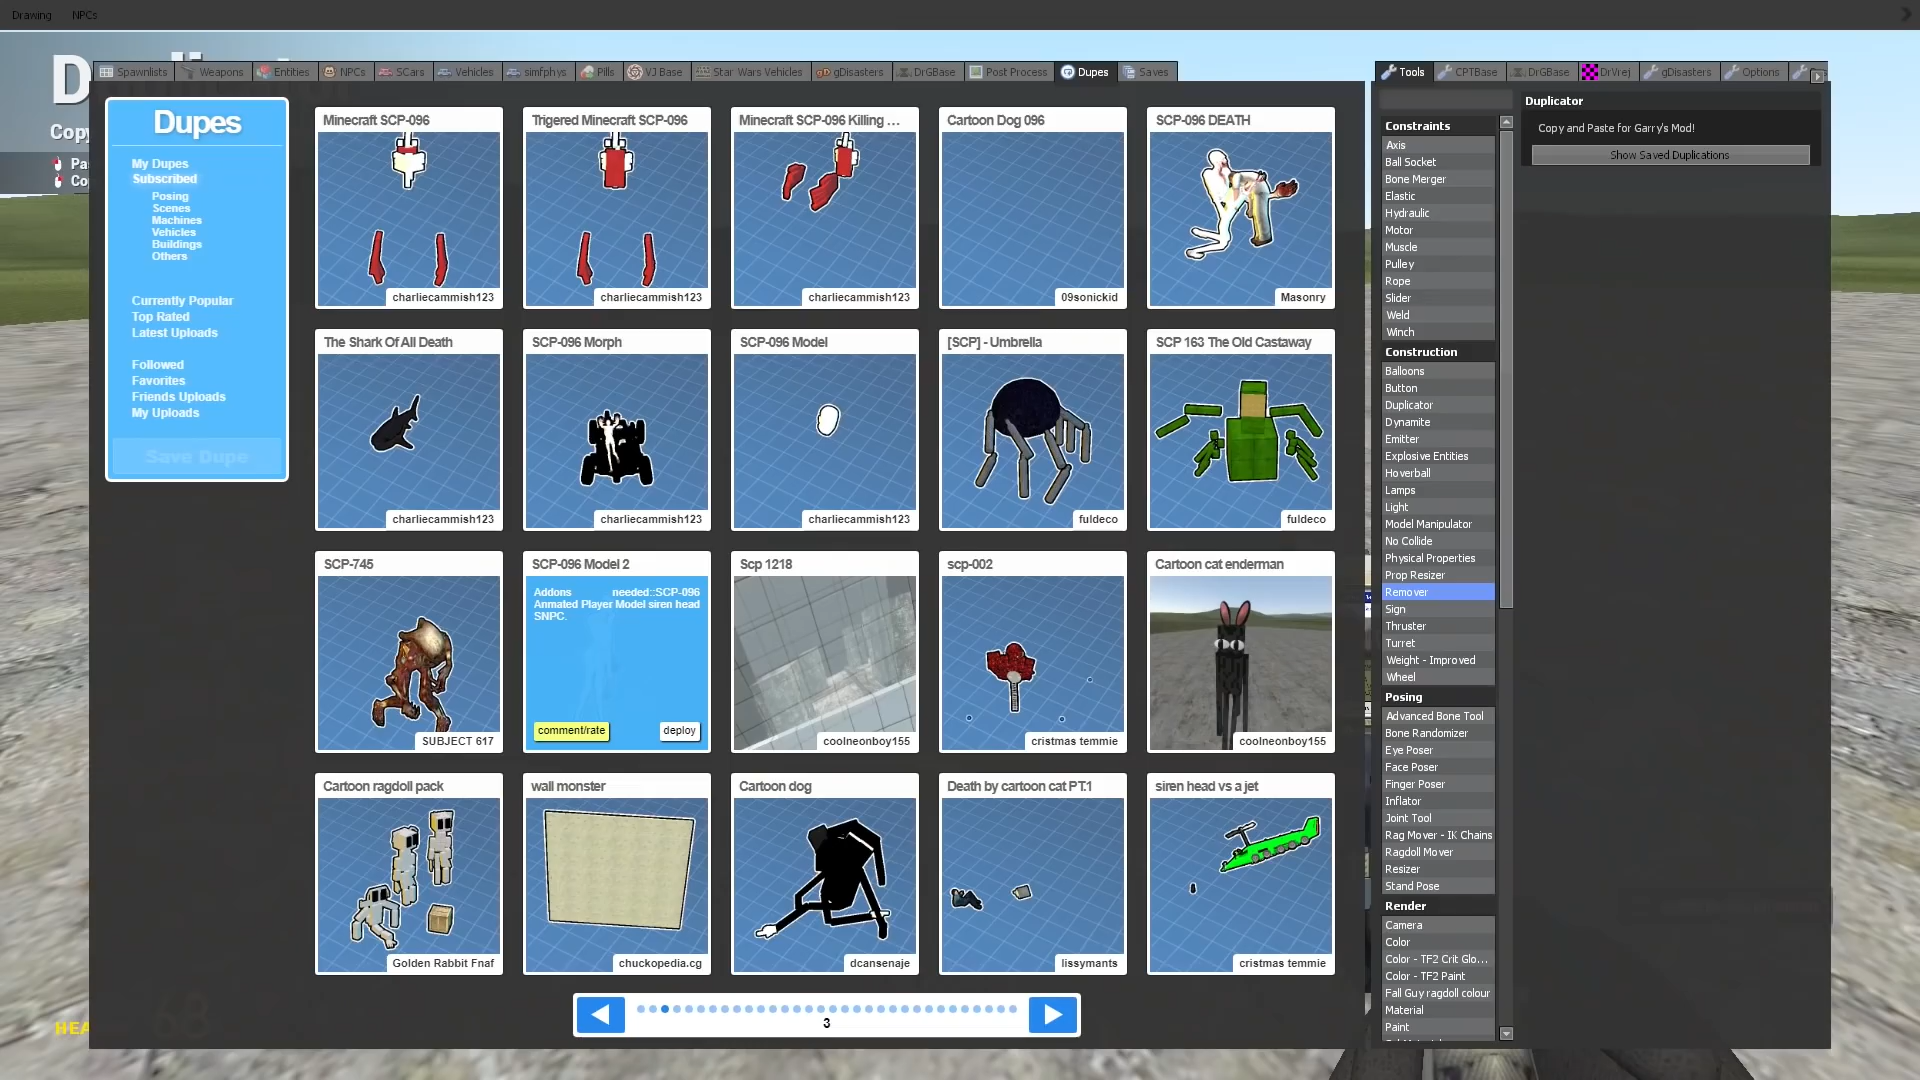 Drawing NPCs
Spawnlists Weapons Entities NPCs SCars Vehicles simfphys Pills VJ Base Star Wars Vehicles gDisasters DrGBase Post Process Dupes Saves
Tools CPTBase DrGBase DrVrej gDisasters Options
Dupes
My Dupes
Subscribed
Posing
Scenes
Machines
Vehicles
Buildings
Others
Currently Popular
Top Rated
Latest Uploads
Followed
Favorites
Friends Uploads
My Uploads
Save Dupe
Minecraft SCP-096
charliecammish123
Trigered Minecraft SCP-096
charliecammish123
Minecraft SCP-096 Killing ...
charliecammish123
Cartoon Dog 096
09sonickid
SCP-096 DEATH
Masonry
The Shark Of All Death
charliecammish123
SCP-096 Morph
charliecammish123
SCP-096 Model
charliecammish123
[SCP] - Umbrella
fuldeco
SCP 163 The Old Castaway
fuldeco
SCP-745
SUBJECT 617
SCP-096 Model 2
Addons needed::SCP-096
Anmated Player Model siren head
SNPC.
comment/rate deploy
Scp 1218
coolneonboy155
scp-002
cristmas temmie
Cartoon cat enderman
coolneonboy155
Cartoon ragdoll pack
Golden Rabbit Fnaf
wall monster
chuckopedia.cg
Cartoon dog
dcansenaje
Death by cartoon cat PT.1
lissymants
siren head vs a jet
cristmas temmie
3
Constraints
Axis
Ball Socket
Bone Merger
Elastic
Hydraulic
Motor
Muscle
Pulley
Rope
Slider
Weld
Winch
Construction
Balloons
Button
Duplicator
Dynamite
Emitter
Explosive Entities
Hoverball
Lamps
Light
Model Manipulator
No Collide
Physical Properties
Prop Resizer
Remover
Sign
Thruster
Turret
Weight - Improved
Wheel
Posing
Advanced Bone Tool
Bone Randomizer
Eye Poser
Face Poser
Finger Poser
Inflator
Joint Tool
Rag Mover - IK Chains
Ragdoll Mover
Resizer
Stand Pose
Render
Camera
Color
Color - TF2 Crit Glo...
Color - TF2 Paint
Fall Guy ragdoll colour
Material
Paint
Duplicator
Copy and Paste for Garry's Mod!
Show Saved Duplications
D
Copy
Pa
Co
HEA
68